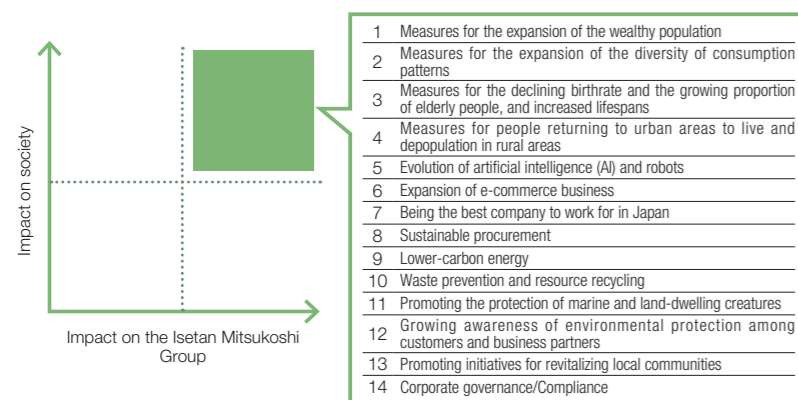 Impact on society
Impact on the Isetan Mitsukoshi
Group
1 Measures for the expansion of the wealthy population
2 Measures for the expansion of the diversity of consumption
patterns
3 Measures for the declining birthrate and the growing proportion
of elderly people, and increased lifespans
4 Measures for people returning to urban areas to live and
depopulation in rural areas
5 Evolution of artificial intelligence (AI) and robots
6 Expansion of e-commerce business
7 Being the best company to work for in Japan
8 Sustainable procurement
9 Lower-carbon energy
10 Waste prevention and resource recycling
11 Promoting the protection of marine and land-dwelling creatures
12 Growing awareness of environmental protection among
customers and business partners
13 Promoting initiatives for revitalizing local communities
14 Corporate governance/Compliance